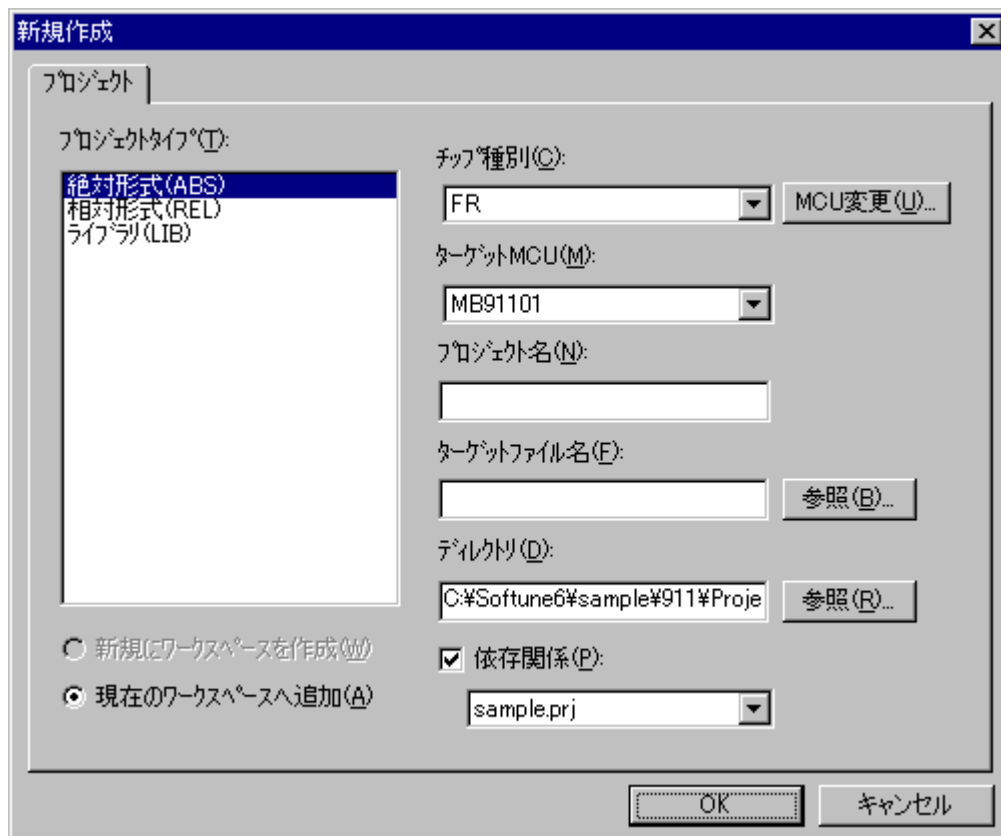 新規作成
プロジェクト
プロジェクトタイプ(T):
絶対形式(ABS)
相対形式(REL)
ライブラリ(LIB)
新規にワークスペースを作成(W)
現在のワークスペースへ追加(A)
チップ種別(C):
FR
MCU変更(U)...
ターゲットMCU(M):
MB91101
プロジェクト名(N):
ターゲットファイル名(F):
参照(B)...
ディレクトリ(D):
C:¥Softune6¥sample¥911¥Proje
参照(R)...
依存関係(P):
sample.prj
OK
キャンセル